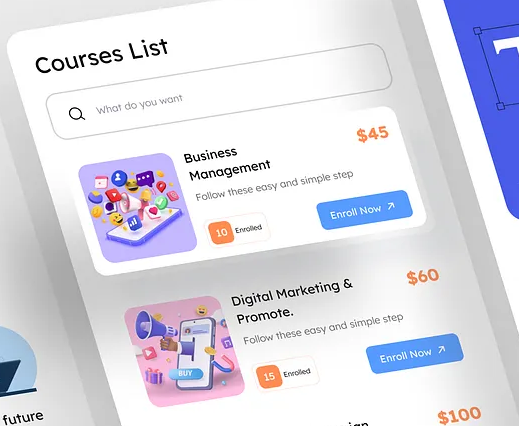 Courses List
What do you want
Business
Management
$45
Follow these easy and simple step
10 Enrolled
Enroll Now
Digital Marketing &
Promote.
$60
Follow these easy and simple step
BUY
15 Enrolled
Enroll Now
$100
future